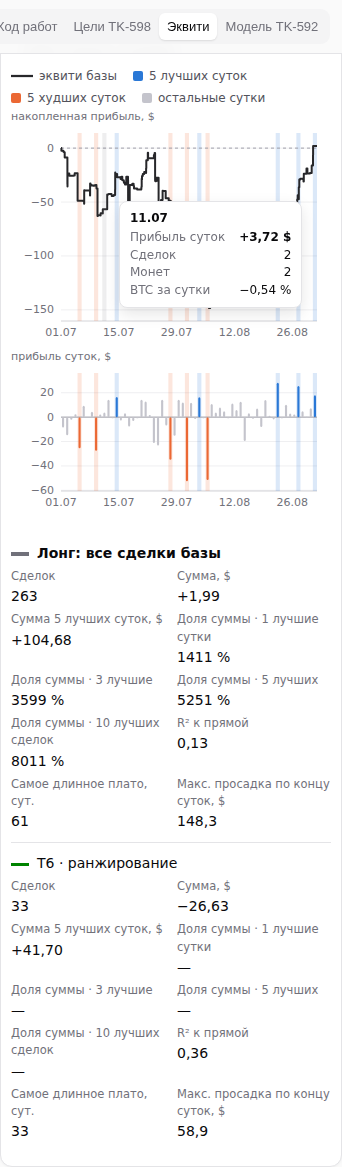 Код работ Цели TK-598 Эквити Модель TK-592
эквити базы 5 лучших суток
5 худших суток остальные сутки
накопленная прибыль, $
0
−50
−100
−150
01.07 15.07 29.07 12.08 26.08
11.07
Прибыль суток +3,72 $
Сделок 2
Монет 2
BTC за сутки −0,54 %
прибыль суток, $
20
0
−20
−40
−60
01.07 15.07 29.07 12.08 26.08
Лонг: все сделки базы
Сделок Сумма, $
263 +1,99
Сумма 5 лучших суток, $ Доля суммы · 1 лучшие
сутки
+104,68
1411 %
Доля суммы · 3 лучшие Доля суммы · 5 лучших
3599 % 5251 %
Доля суммы · 10 лучших R² к прямой
сделок
0,13
8011 %
Самое длинное плато, Макс. просадка по концу
сут. суток, $
61 148,3
T6 · ранжирование
Сделок Сумма, $
33 −26,63
Сумма 5 лучших суток, $ Доля суммы · 1 лучшие
сутки
+41,70
—
Доля суммы · 3 лучшие Доля суммы · 5 лучших
— —
Доля суммы · 10 лучших R² к прямой
сделок
0,36
—
Самое длинное плато, Макс. просадка по концу
сут. суток, $
33 58,9